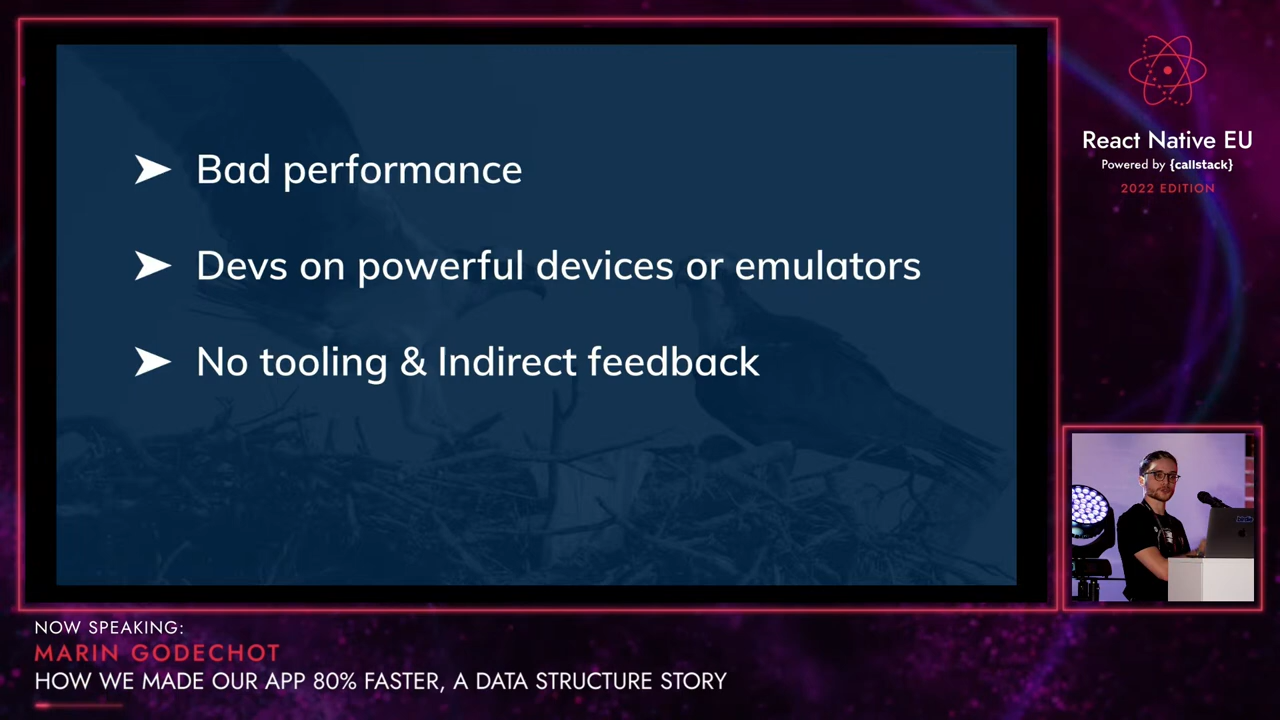 Bad performance
Devs on powerful devices or emulators
No tooling & Indirect feedback
React Native EU
Powered by {callstack}
2022 EDITION
NOW SPEAKING:
MARIN GODECHOT
HOW WE MADE OUR APP 80% FASTER, A DATA STRUCTURE STORY